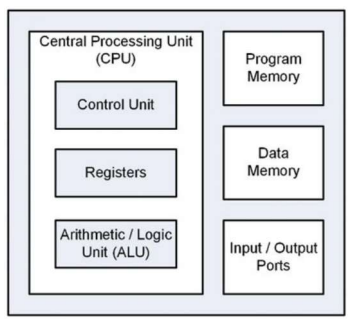 Central Processing Unit
(CPU)
Control Unit
Registers
Arithmetic / Logic
Unit (ALU)
Program
Memory
Data
Memory
Input / Output
Ports